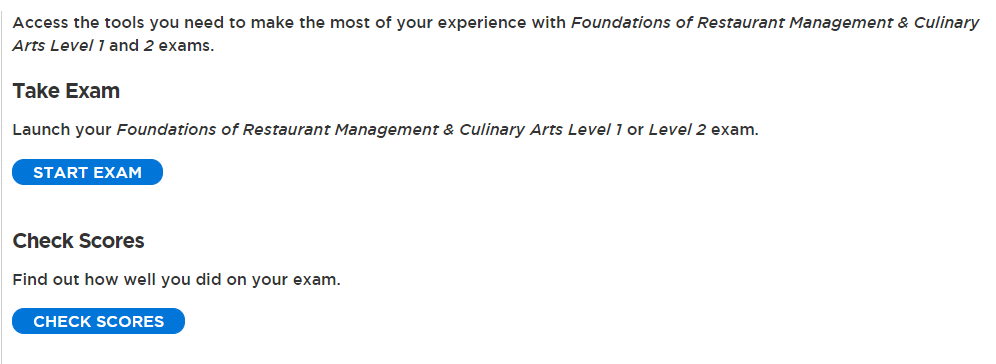 Access the tools you need to make the most of your experience with Foundations of Restaurant Management & Culinary
Arts Level 1 and 2 exams.
Take Exam
Launch your Foundations of Restaurant Management & Culinary Arts Level 1 or Level 2 exam.
START EXAM
Check Scores
Find out how well you did on your exam.
CHECK SCORES